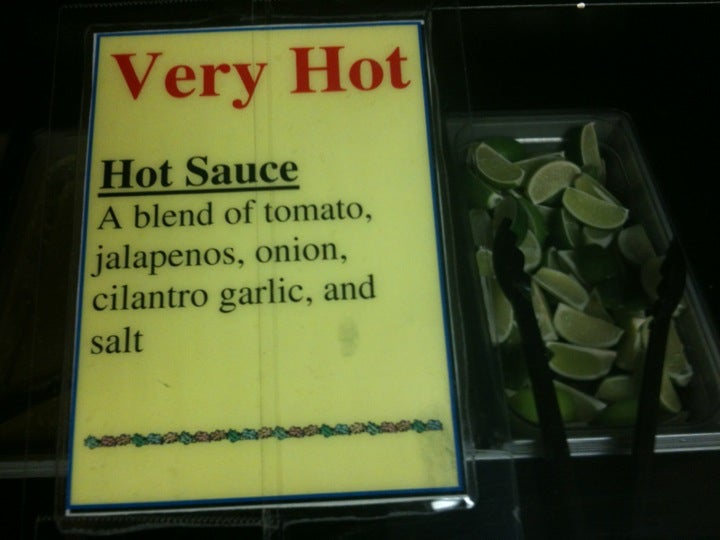 Very Hot
Hot Sauce
A blend of tomato,
jalapenos, onion,
cilantro garlic, and
salt